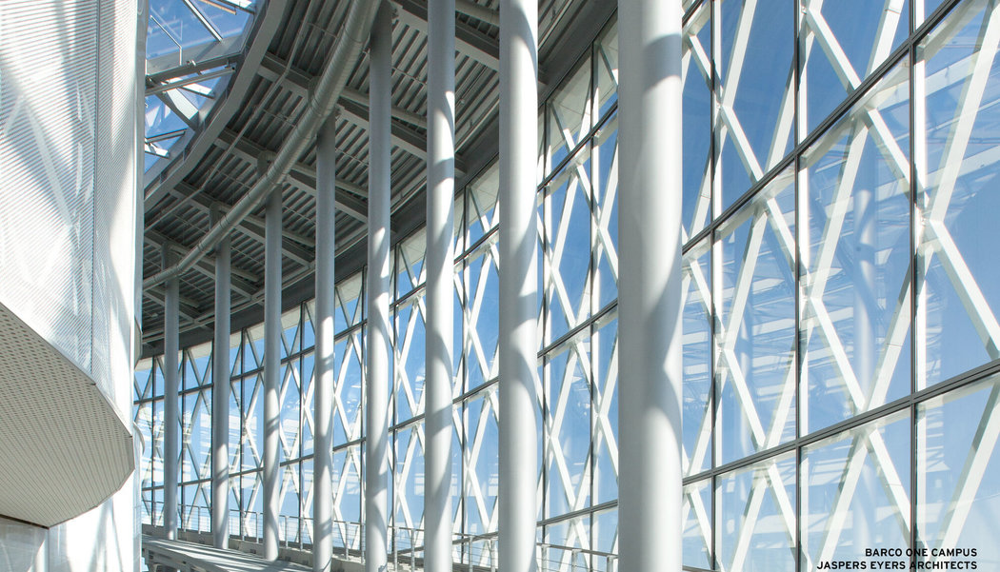 BARCO ONE CAMPUS
JASPERS EYERS ARCHITECTS